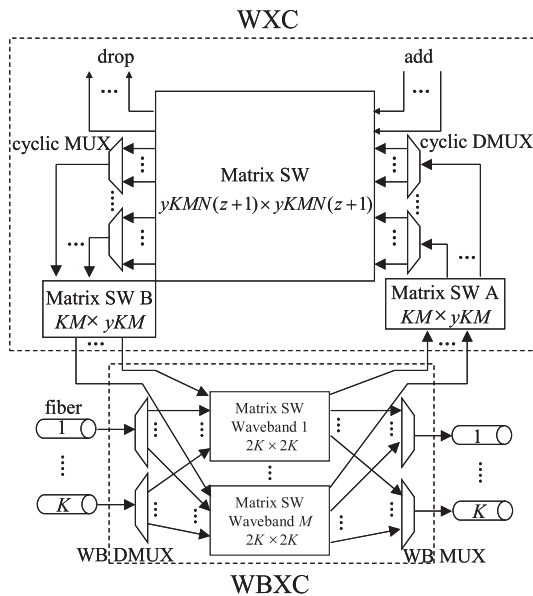 WXC
drop
add
...
...
cyclic MUX
cyclic DMUX
Matrix SW
yKMN(z+1)×yKMN(z+1)
...
...
Matrix SW B
KM× yKM
Matrix SW A
KM× yKM
...
...
fiber
1
K
WB DMUX
Matrix SW
Waveband 1
2K × 2K
Matrix SW
Waveband M
2K × 2K
1
K
WB MUX
WBXC